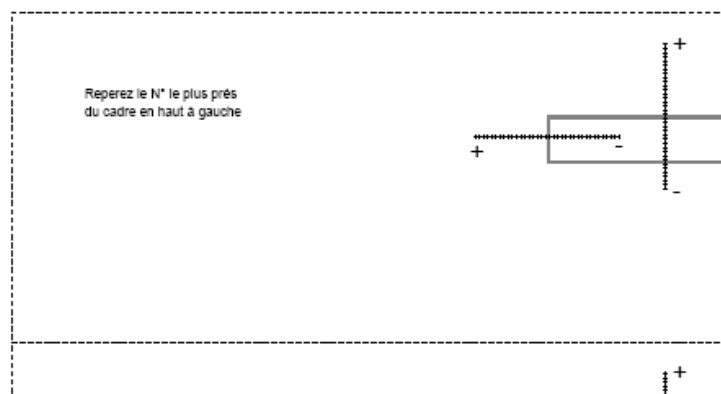 Reperez le N° le plus près
du cadre en haut à gauche
+
+
-
-
+